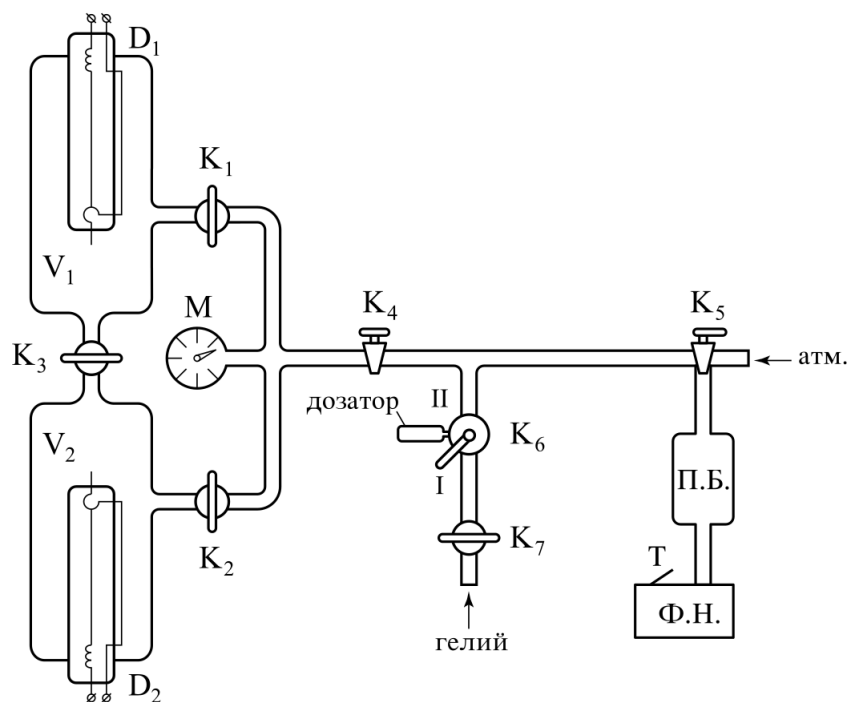 D1
K1
V1
M
K4
K5
K3
атм.
дозатор
II
V2
K6
I
П.Б.
K2
K7
Т
Ф.Н.
гелий
D2